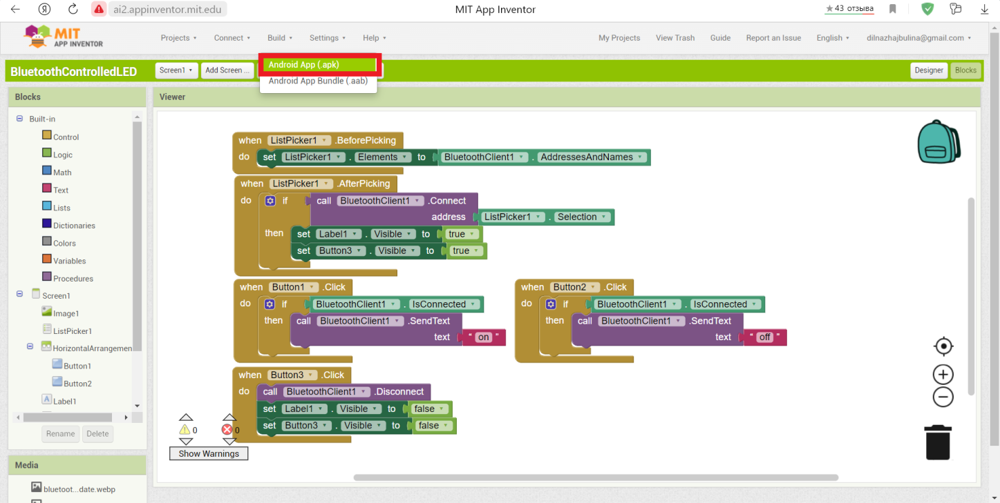 ai2.appinventor.mit.edu
MIT App Inventor
43 отзыва
MIT
APP INVENTOR
Projects
Connect
Build
Settings
Help
My Projects
View Trash
Guide
Report an Issue
English
dilnazhajbulina@gmail.com
Android App (.apk)
Android App Bundle (.aab)
BluetoothControlledLED
Screen1
Add Screen ...
Designer
Blocks
Blocks
Built-in
Control
Logic
Math
Text
Lists
Dictionaries
Colors
Variables
Procedures
Screen1
Image1
ListPicker1
HorizontalArrangemen
Button1
Button2
Label1
Rename
Delete
Media
bluetoot...date.webp
Viewer
when ListPicker1 .BeforePicking
do set ListPicker1 . Elements to BluetoothClient1 . AddressesAndNames
when ListPicker1 .AfterPicking
do if call BluetoothClient1 .Connect
address ListPicker1 . Selection
then set Label1 . Visible to true
set Button3 . Visible to true
when Button1 .Click
do if BluetoothClient1 . IsConnected
then call BluetoothClient1 .SendText
text “ on ”
when Button2 .Click
do if BluetoothClient1 . IsConnected
then call BluetoothClient1 .SendText
text “ off ”
when Button3 .Click
do call BluetoothClient1 .Disconnect
set Label1 . Visible to false
set Button3 . Visible to false
0
0
Show Warnings